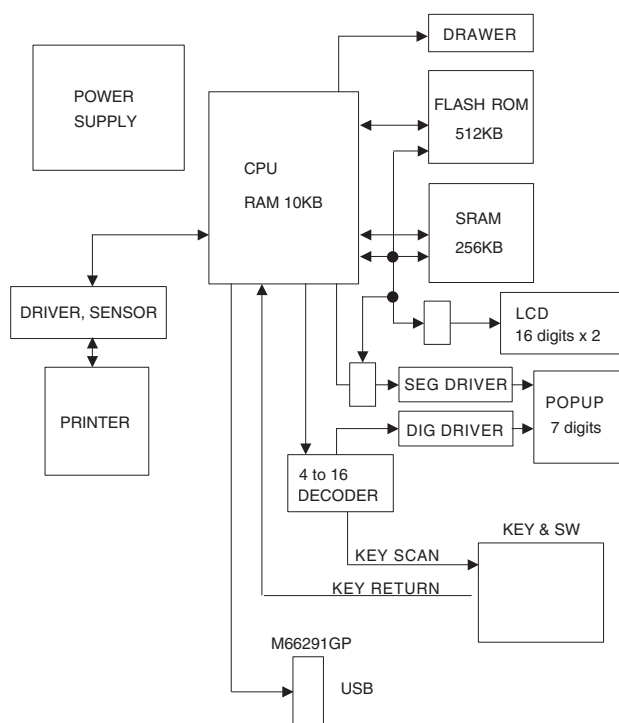 DRAWER
POWER
SUPPLY
FLASH ROM
512KB
CPU
RAM 10KB
SRAM
256KB
DRIVER, SENSOR
LCD
16 digits x 2
PRINTER
SEG DRIVER
POPUP
7 digits
DIG DRIVER
4 to 16
DECODER
KEY & SW
KEY SCAN
KEY RETURN
M66291GP
USB